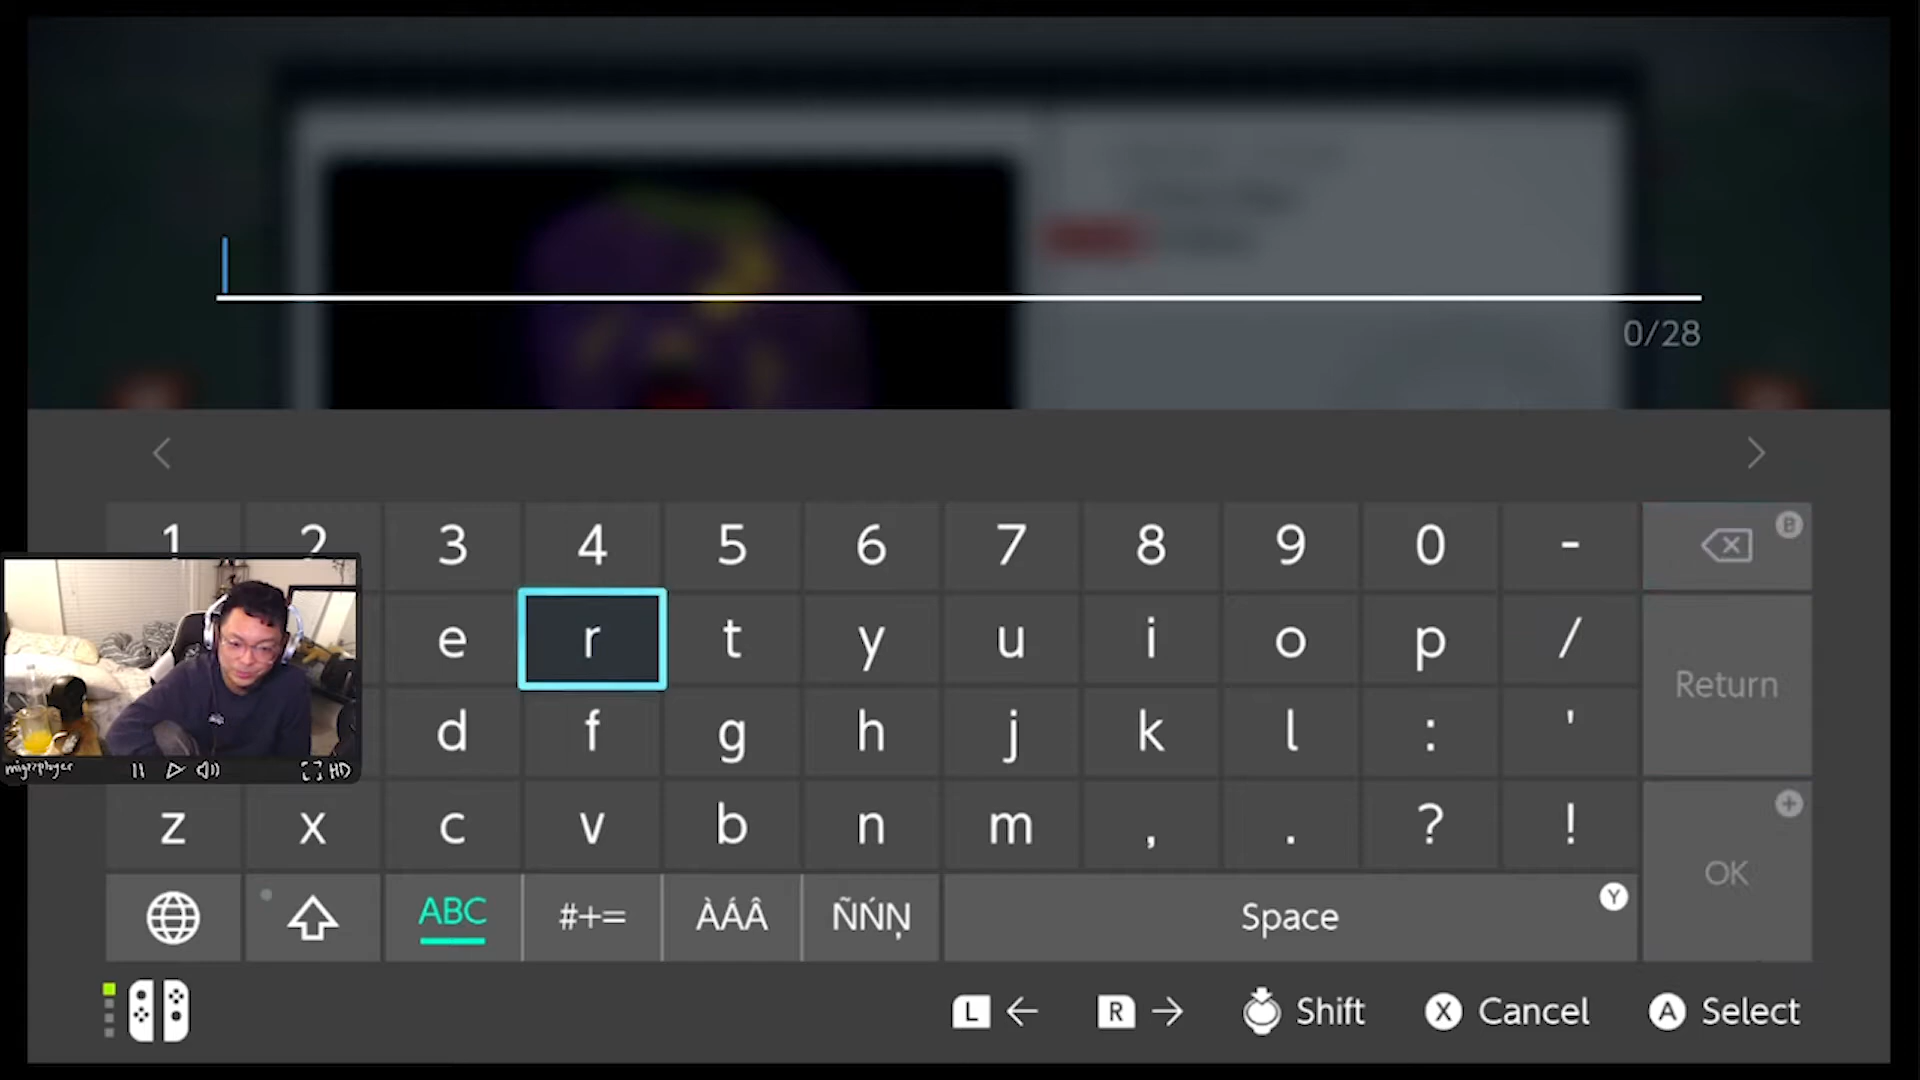 0/28
1 2 3 4 5 6 7 8 9 0 - B
e r t y u i o p / Return
d f g h j k l : '
z x c v b n m , . ? ! + OK
ABC #+= ÀÁÂ ÑŃŅ Space Y
L ← R → Shift X Cancel A Select
HD